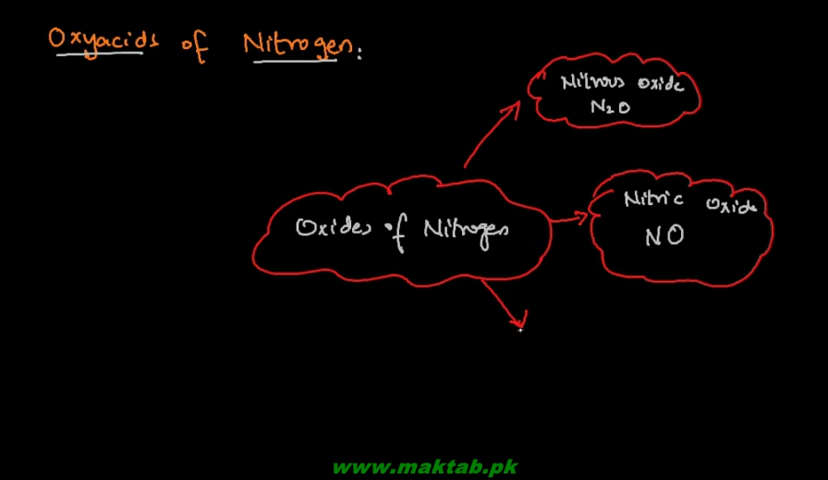 Oxyacids of Nitrogen:
Nitrous Oxide
N₂O
Oxides of Nitrogen
Nitric Oxide
NO
www.maktab.pk